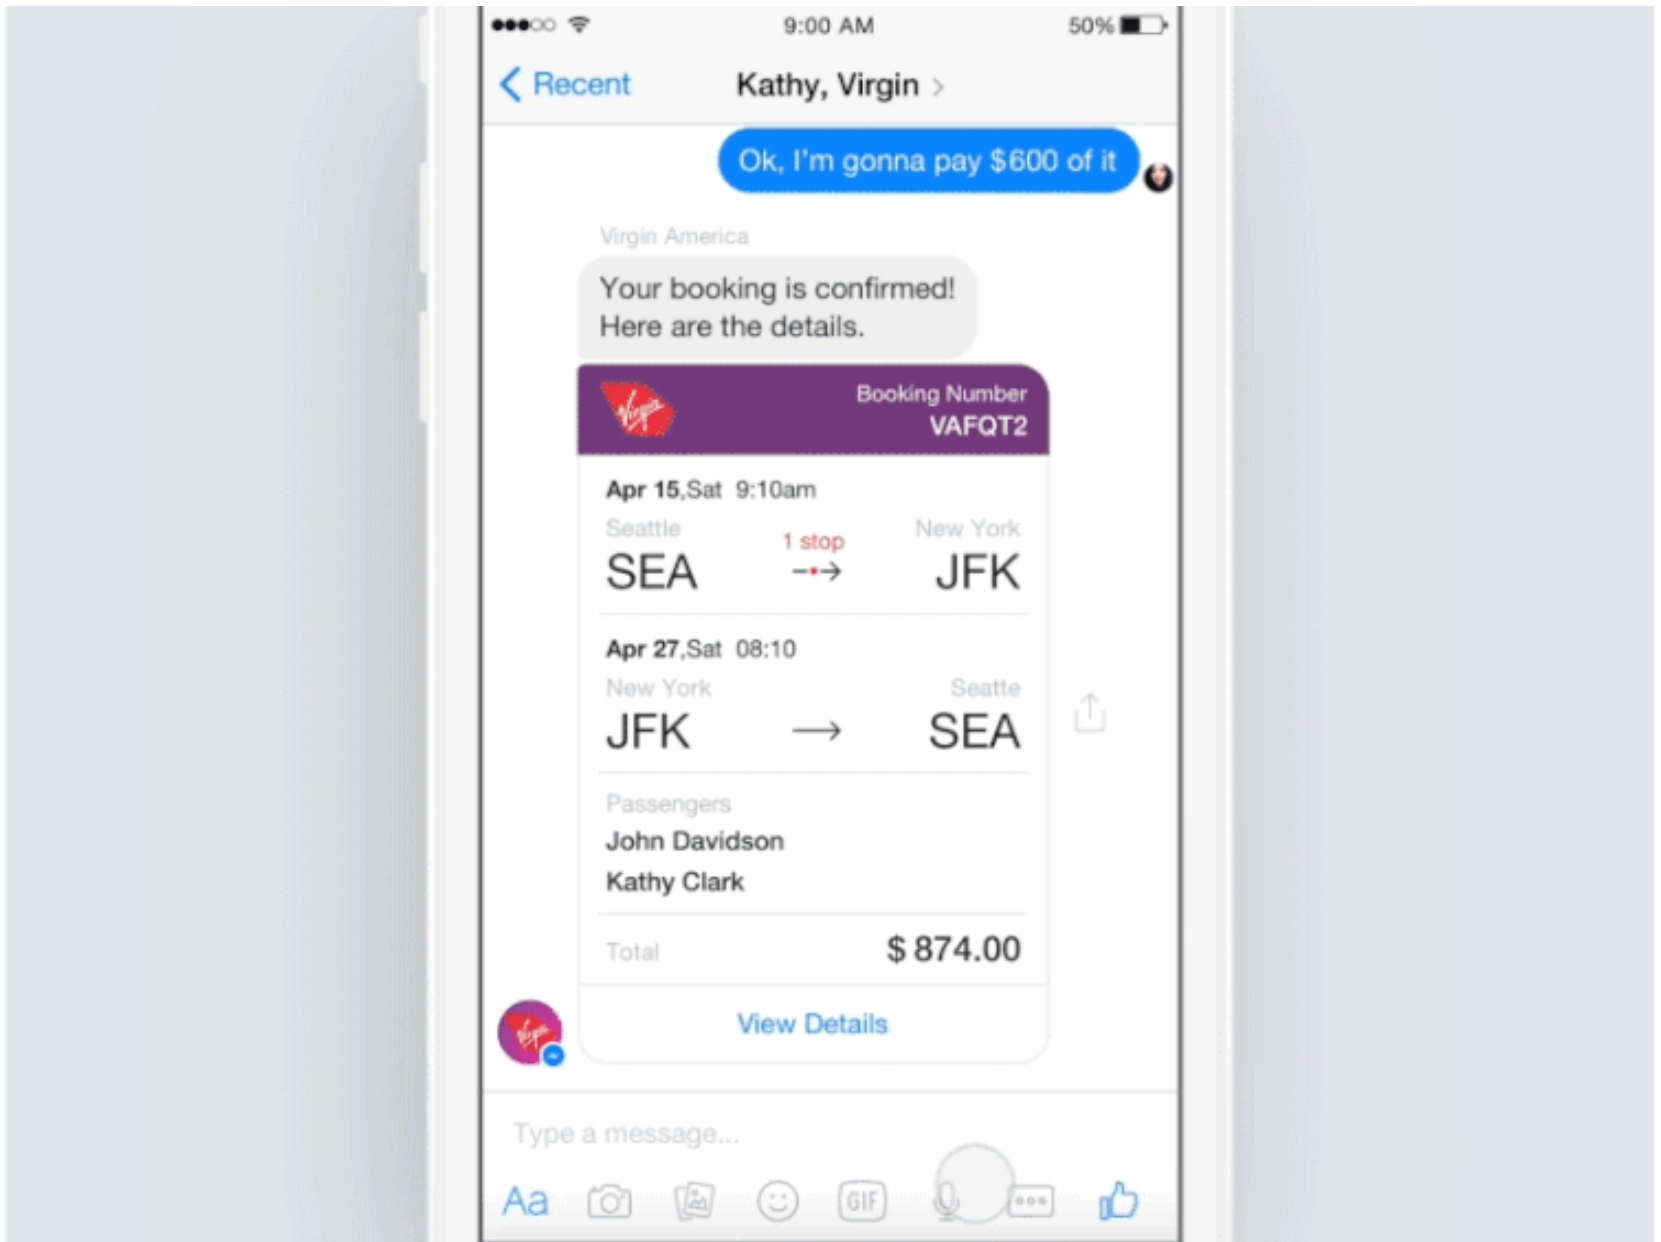 9:00 AM
50%
Recent
Kathy, Virgin
Ok, I'm gonna pay $600 of it
Virgin America
Your booking is confirmed!
Here are the details.
Virgin
Booking Number
VAFQT2
Apr 15,Sat 9:10am
Seattle
New York
1 stop
SEA
JFK
Apr 27,Sat 08:10
New York
Seatte
JFK
SEA
Passengers
John Davidson
Kathy Clark
Total
$ 874.00
Virgin
View Details
Type a message...
Aa
GIF